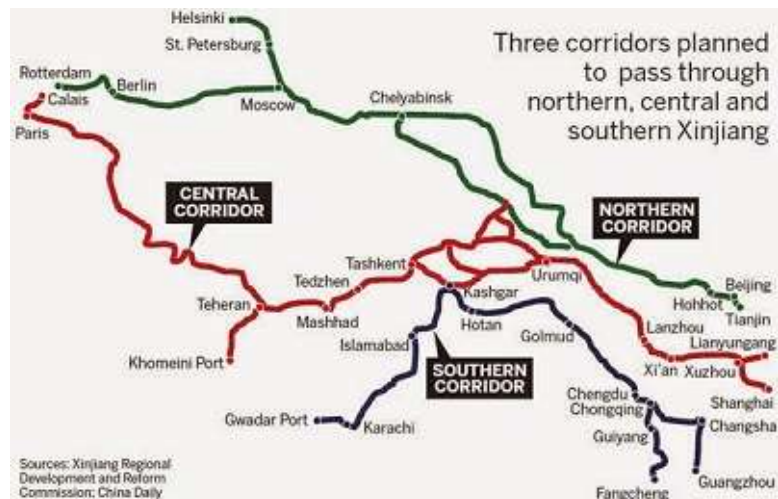 Helsinki
St. Petersburg
Three corridors planned
to pass through
northern, central and
southern Xinjiang
Rotterdam
Calais
Berlin
Moscow
Chelyabinsk
Paris
CENTRAL
CORRIDOR
NORTHERN
CORRIDOR
Tashkent
Urumqi
Tedzhen
Kashgar
Beijing
Hohhot
Tianjin
Teheran
Mashhad
Hotan
Golmud
Lanzhou
Lianyungang
Islamabad
Khomeini Port
SOUTHERN
CORRIDOR
Xi'an
Xuzhou
Shanghai
Chengdu
Chongqing
Gwadar Port
Karachi
Guiyang
Changsha
Sources: Xinjiang Regional
Development and Reform
Commission; China Daily
Fangcheng
Guangzhou